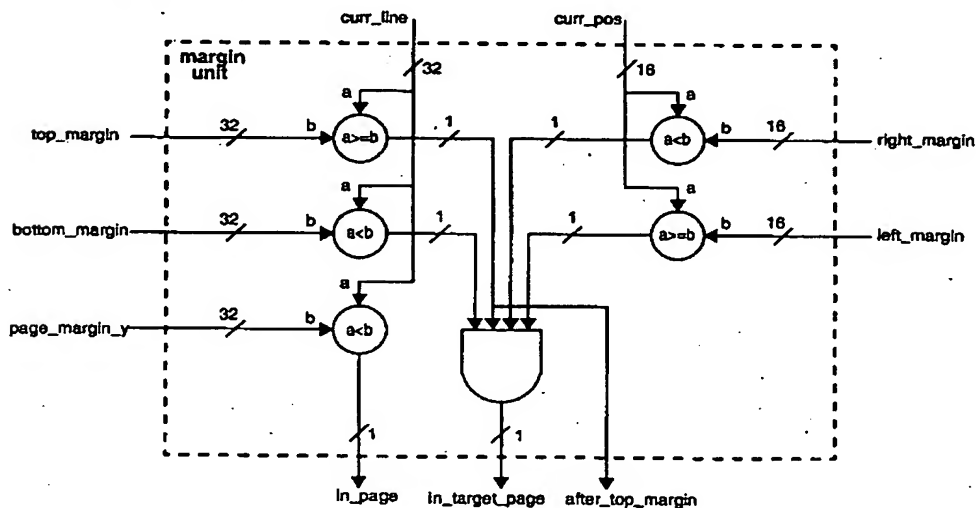 curr_line
curr_pos
margin
unit
32
16
a
a
top_margin
32
b
a>=b
1
1
a<b
b
16
right_margin
a
a
bottom_margin
32
b
a<b
1
1
a>=b
b
16
left_margin
a
page_margin_y
32
b
a<b
1
1
in_page
in_target_page
after_top_margin